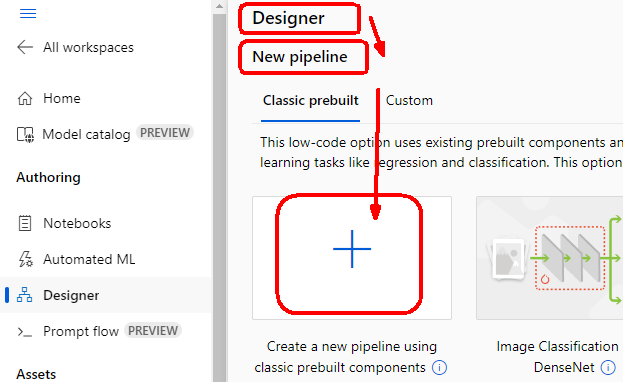 All workspaces
Home
Model catalog PREVIEW
Authoring
Notebooks
Automated ML
Designer
Prompt flow PREVIEW
Assets
Designer
New pipeline
Classic prebuilt Custom
This low-code option uses existing prebuilt components an
learning tasks like regression and classification. This option
Create a new pipeline using
classic prebuilt components
Image Classification
DenseNet